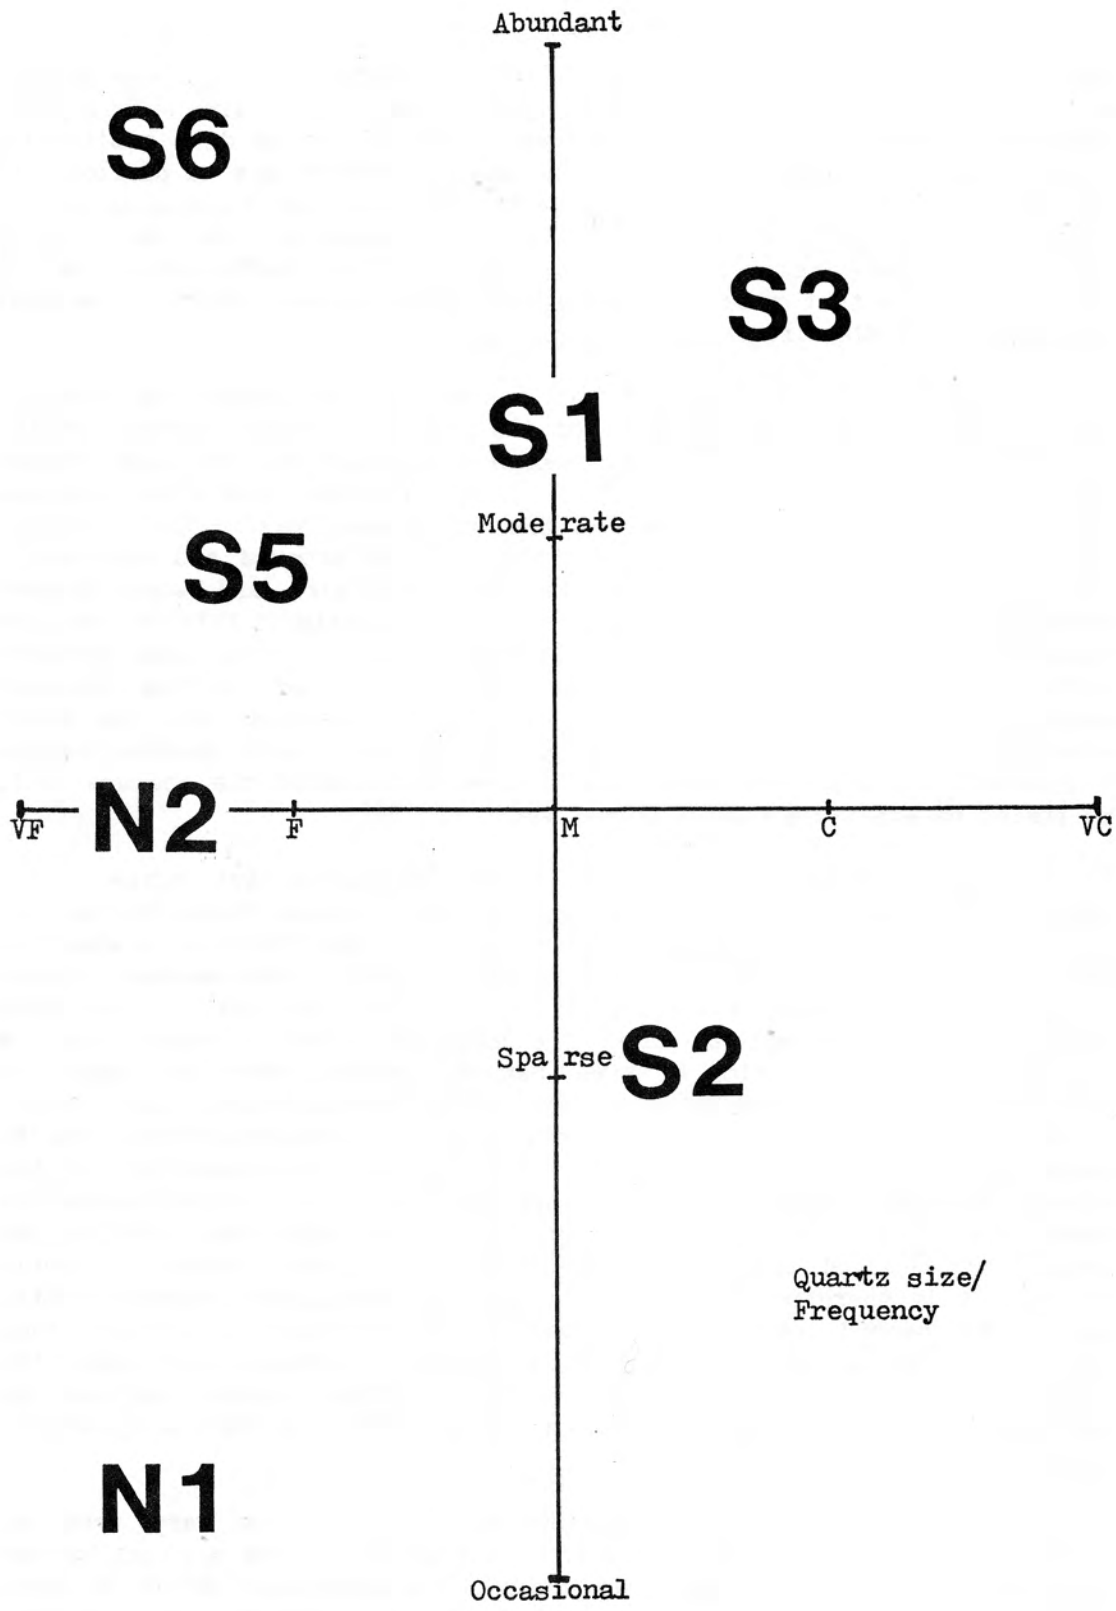 Abundant
S6
S3
S1
Moderate
S5
N2
VF F M C VC
Sparse S2
Quartz size/
Frequency
N1
Occasional